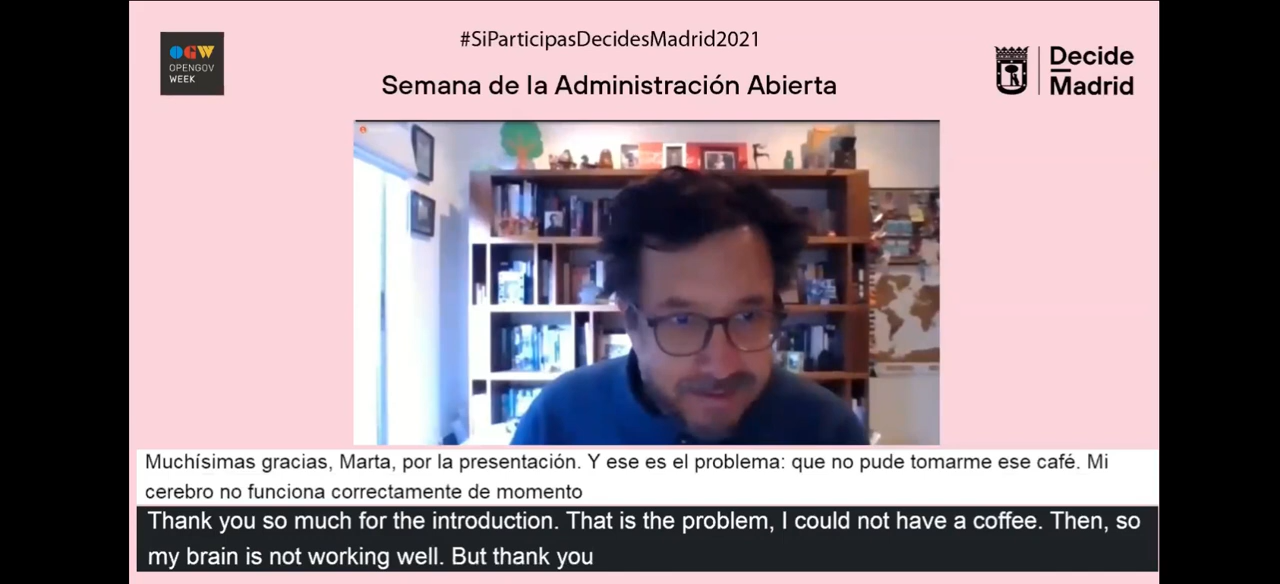 #SiParticipasDecidesMadrid2021
OGW
OPENGOV
WEEK
Semana de la Administración Abierta
Decide
Madrid
Muchísimas gracias, Marta, por la presentación. Y ese es el problema: que no pude tomarme ese café. Mi
cerebro no funciona correctamente de momento
Thank you so much for the introduction. That is the problem, I could not have a coffee. Then, so
my brain is not working well. But thank you